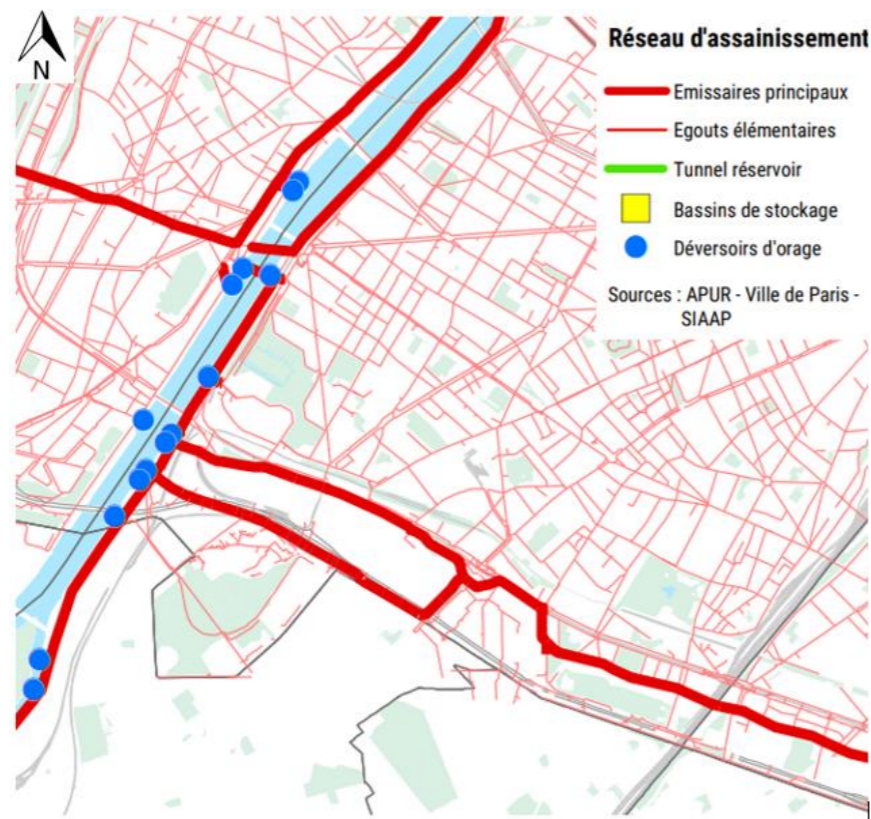 N
Réseau d'assainissement
Emissaires principaux
Egouts élémentaires
Tunnel réservoir
Bassins de stockage
Déversoirs d'orage
Sources : APUR - Ville de Paris -
SIAAP